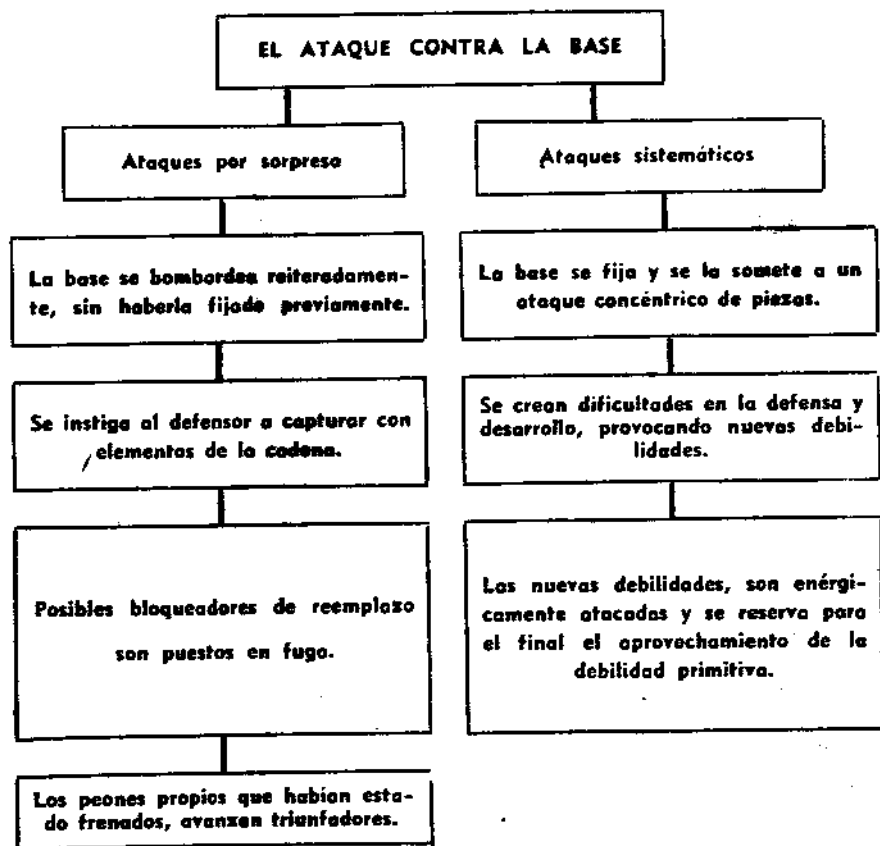 EL ATAQUE CONTRA LA BASE
Ataques por sorpresa
Ataques sistemáticos
La base se bombardea reiteradamen-
te, sin haberla fijado previamente.
Se instiga al defensor a capturar con
elementos de la cadena.
Posibles bloqueadores de reemplazo
son puestos en fuga.
Los peones propios que habían esta-
do frenados, avanzan triunfadores.
La base se fija y se la somete a un
ataque concéntrico de piezas.
Se crean dificultades en la defensa y
desarrollo, provocando nuevas debi-
lidades.
Las nuevas debilidades, son enérgi-
camente atacadas y se reserva para
el final el aprovechamiento de la
debilidad primitiva.